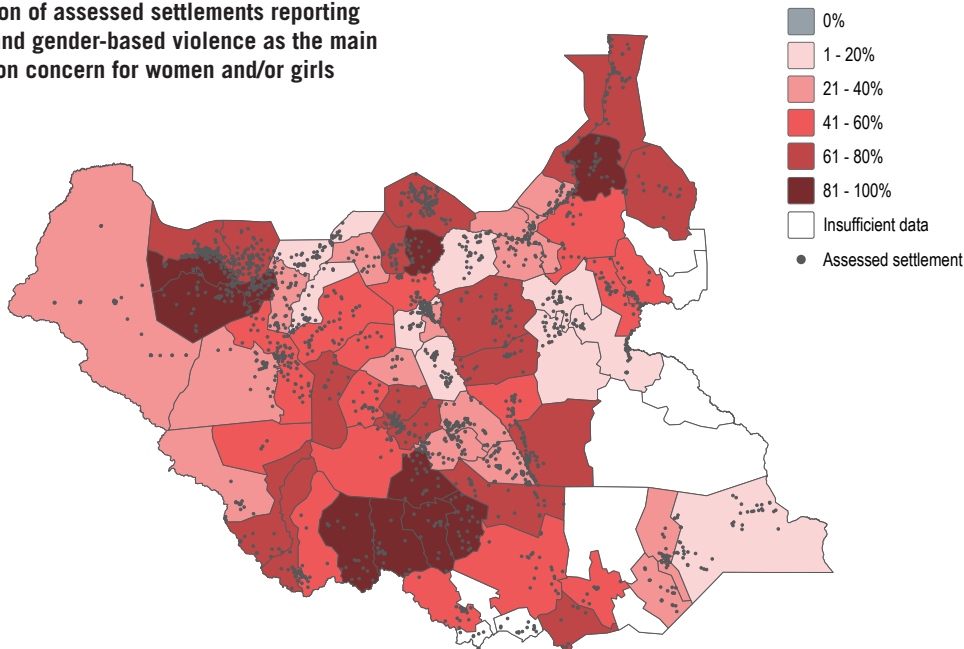 on of assessed settlements reporting
and gender-based violence as the main
on concern for women and/or girls
0%
1 - 20%
21 - 40%
41 - 60%
61 - 80%
81 - 100%
Insufficient data
Assessed settlement